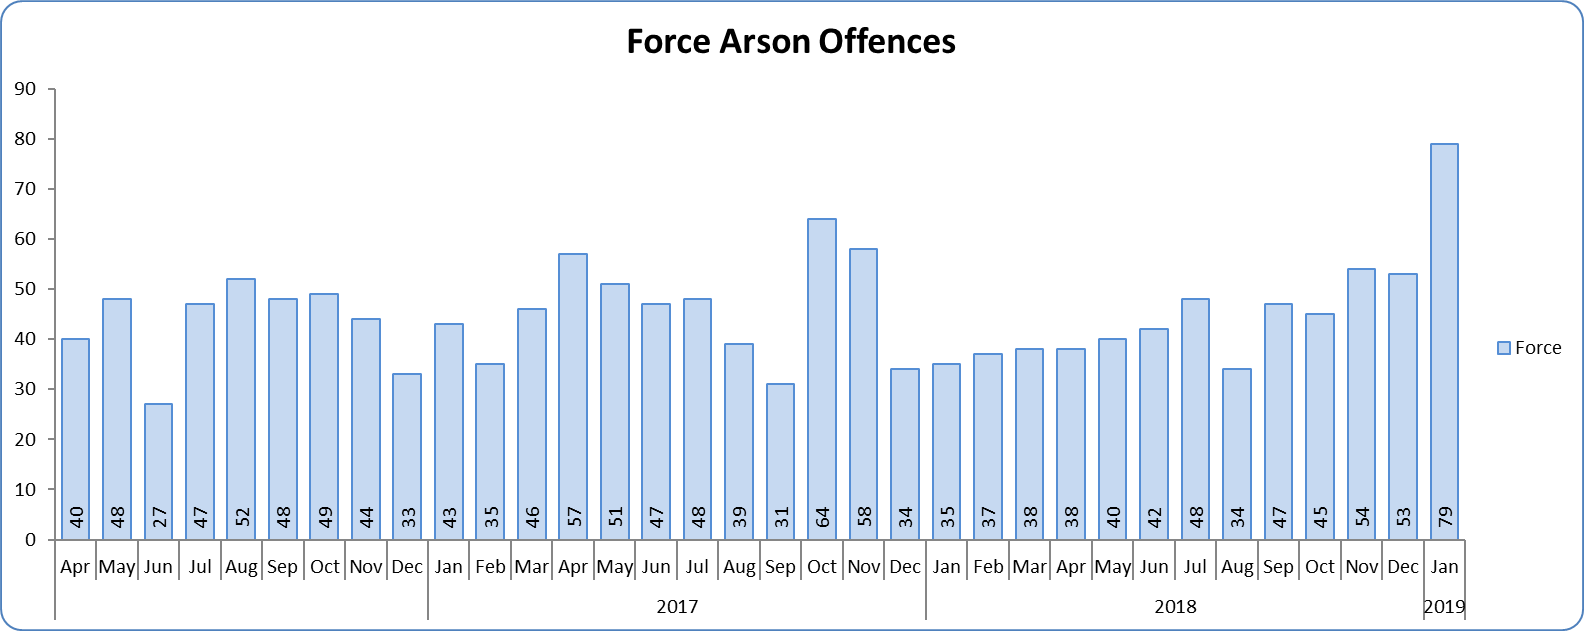 Force Arson Offences
90
80
70
60
50
40
30
20
10
0
40 48 27 47 52 48 49 44 33 43 35 46 57 51 47 48 39 31 64 58 34 35 37 38 38 40 42 48 34 47 45 54 53 79
Apr May Jun Jul Aug Sep Oct Nov Dec Jan Feb Mar Apr May Jun Jul Aug Sep Oct Nov Dec Jan Feb Mar Apr May Jun Jul Aug Sep Oct Nov Dec Jan
2017 2018 2019
Force